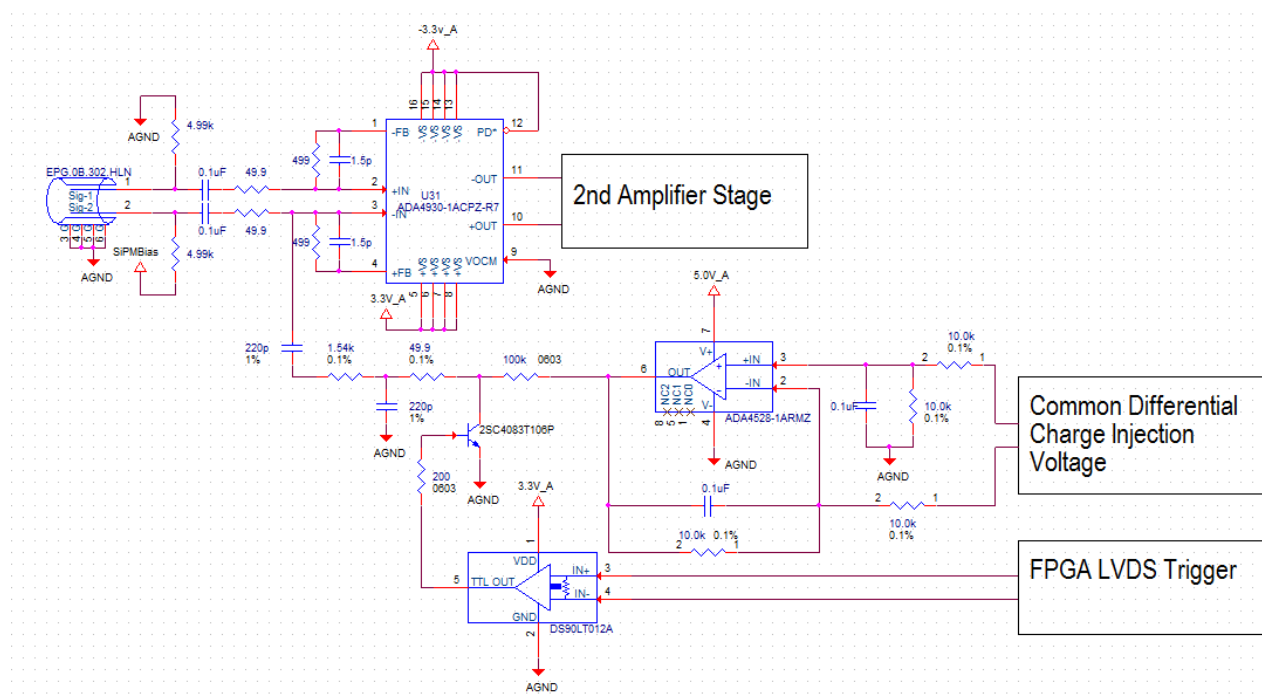 -3.3v_A
AGND
4.99k
16
15
14
13
-VS
-VS
-VS
-VS
1
-FB
PD*
12
499
1.5p
EPG.0B.302.HLN
0.1uF
49.9
1
Sig-1
Sig-2
2
2
+IN
-OUT
11
U31
ADA4930-1ACPZ-R7
3
-IN
0.1uF
49.9
+OUT
10
2nd Amplifier Stage
3 G
4 G
5 G
6 G
AGND
SiPMBias
4.99k
499
1.5p
4
+FB
VOCM
9
AGND
+VS
+VS
+VS
+VS
5
6
7
8
3.3V_A
5.0V_A
220p
1%
1.54k
0.1%
49.9
0.1%
100k
0603
7
V+
6
OUT
+IN
3
-IN
2
NC2
NC1
NC0
V-
8
5
1
4
ADA4528-1ARMZ
AGND
10.0k
0.1%
2
1
0.1uF
10.0k
0.1%
AGND
Common Differential
Charge Injection
Voltage
220p
1%
AGND
2SC4083T106P
200
0603
AGND
3.3V_A
0.1uF
2
1
10.0k
0.1%
10.0k
0.1%
2
1
1
VDD
5
TTL OUT
IN+
3
IN-
4
GND
2
DS90LT012A
AGND
FPGA LVDS Trigger